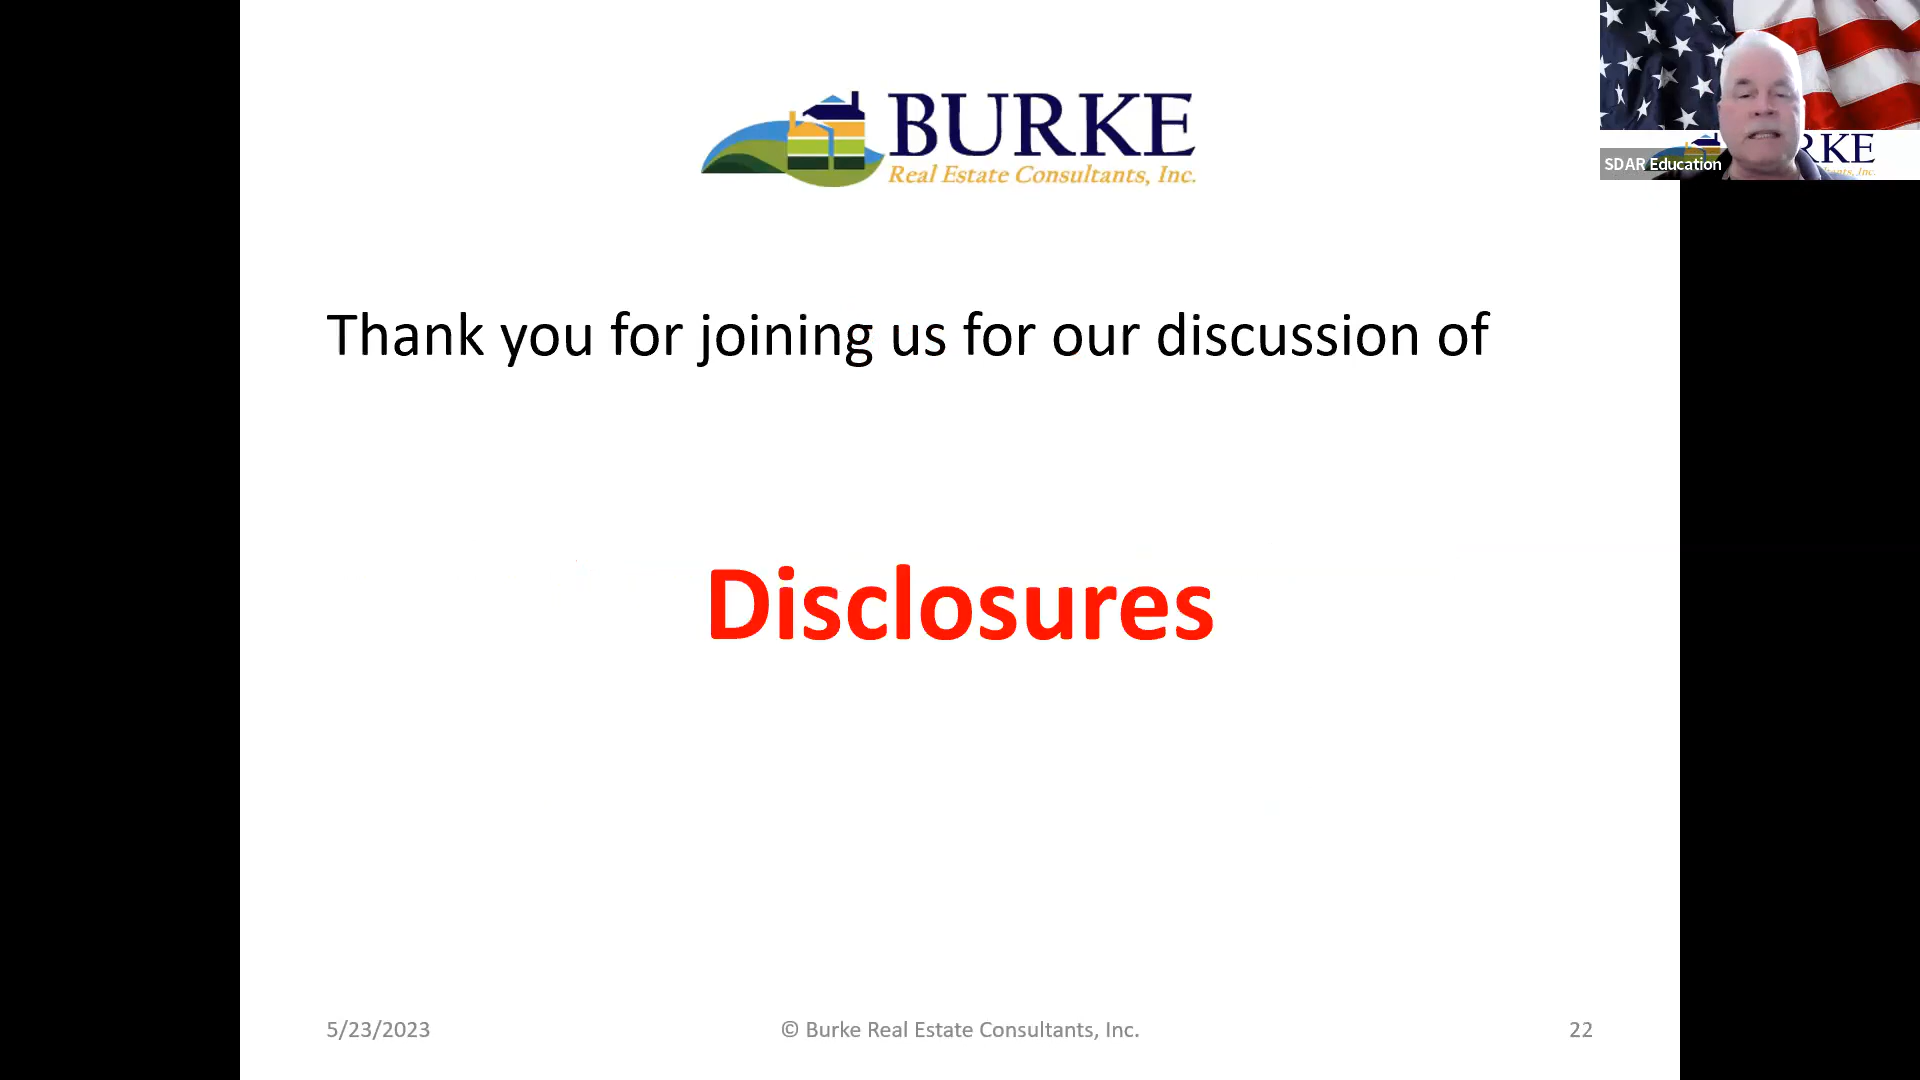 BURKE
Real Estate Consultants, Inc.
RKE
SDAR Education
Thank you for joining us for our discussion of
Disclosures
5/23/2023
© Burke Real Estate Consultants, Inc.
22